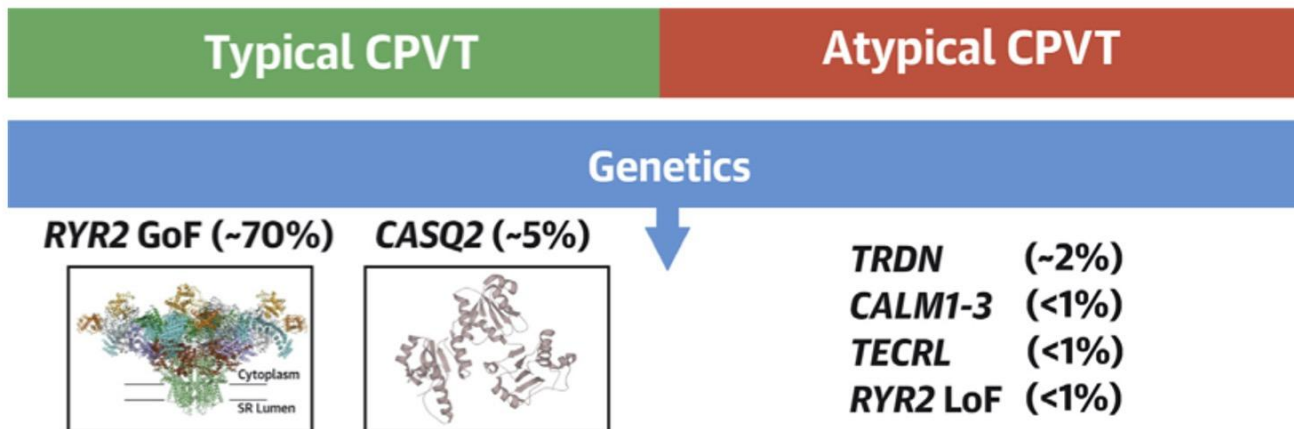 Typical CPVT
Atypical CPVT
Genetics
RYR2 GoF (~70%)
CASQ2 (~5%)
Cytoplasm
SR Lumen
TRDN (~2%)
CALM1-3 (<1%)
TECRL (<1%)
RYR2 LoF (<1%)